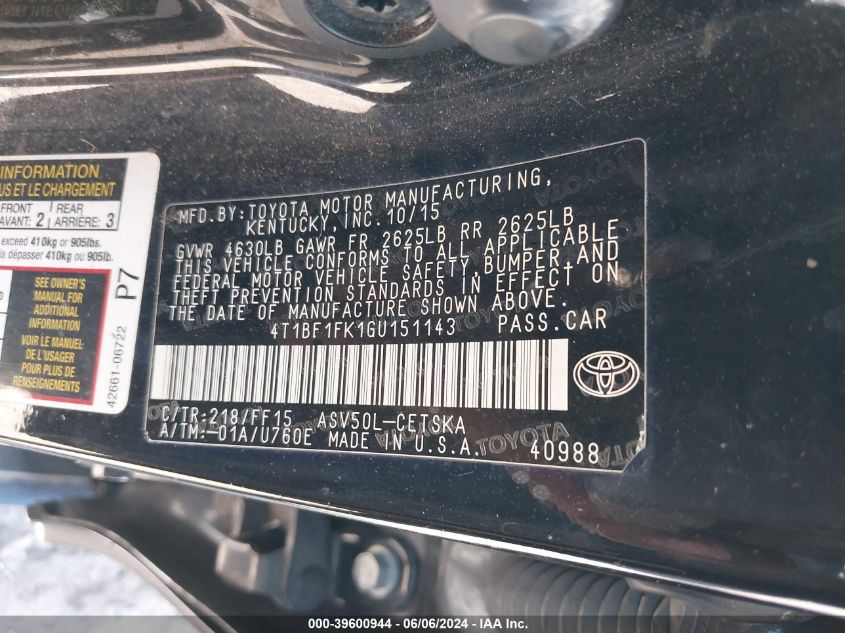 INFORMATION
US ET LE CHARGEMENT
FRONT
AVANT: 2
REAR
ARRIÈRE: 3
exceed 410kg or 905lbs.
dépasser 410kg ou 905lb.
SEE OWNER'S
MANUAL FOR
ADDITIONAL
INFORMATION
VOIR LE MANUEL
DE L'USAGER
POUR PLUS DE
RENSEIGNEMENTS
P7
42661-06722
MFD.BY:TOYOTA MOTOR MANUFACTURING,
KENTUCKY, INC. 10/15
GVWR 4630LB GAWR FR 2625LB RR 2625LB
THIS VEHICLE CONFORMS TO ALL APPLICABLE
FEDERAL MOTOR VEHICLE SAFETY,BUMPER,AND
THEFT PREVENTION STANDARDS IN EFFECT ON
THE DATE OF MANUFACTURE SHOWN ABOVE.
4T1BF1FK1GU151143 PASS.CAR
C/TR:218/FF15 ASV50L-CETSKA
A/TM:-01A/U760E MADE IN U.S.A.
40988
TOYOTA
000-39600944 - 06/06/2024 - IAA Inc.